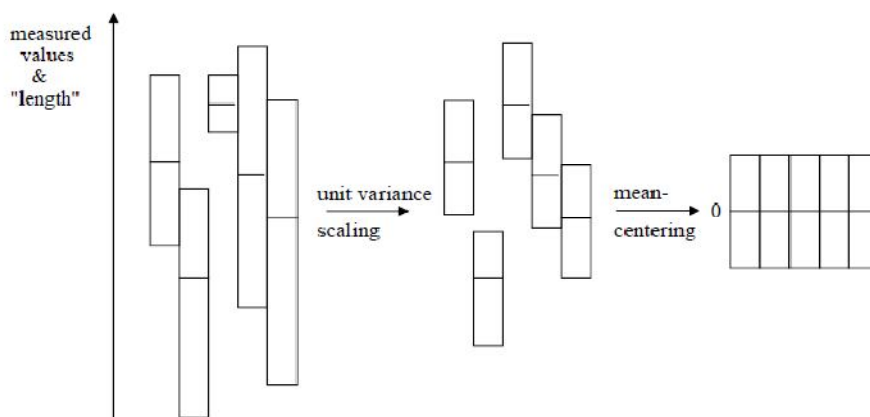 measured
values
&
"length"
unit variance
scaling
mean-
centering
0